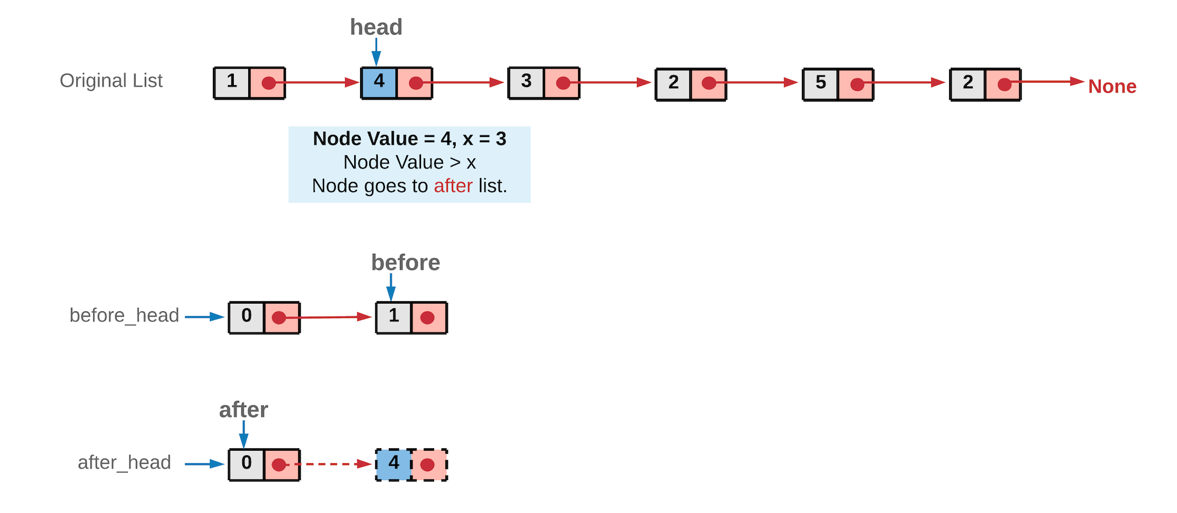 head
Original List 1 4 3 2 5 2 None
Node Value = 4, x = 3
Node Value > x
Node goes to after list.
before
before_head 0 1
after
after_head 0 4